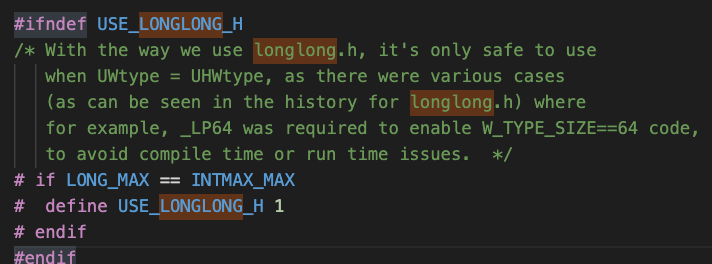 #ifndef USE_LONGLONG_H
/* With the way we use longlong.h, it's only safe to use
   when UWtype = UHWtype, as there were various cases
   (as can be seen in the history for longlong.h) where
   for example, _LP64 was required to enable W_TYPE_SIZE==64 code,
   to avoid compile time or run time issues.  */
# if LONG_MAX == INTMAX_MAX
#  define USE_LONGLONG_H 1
# endif
#endif